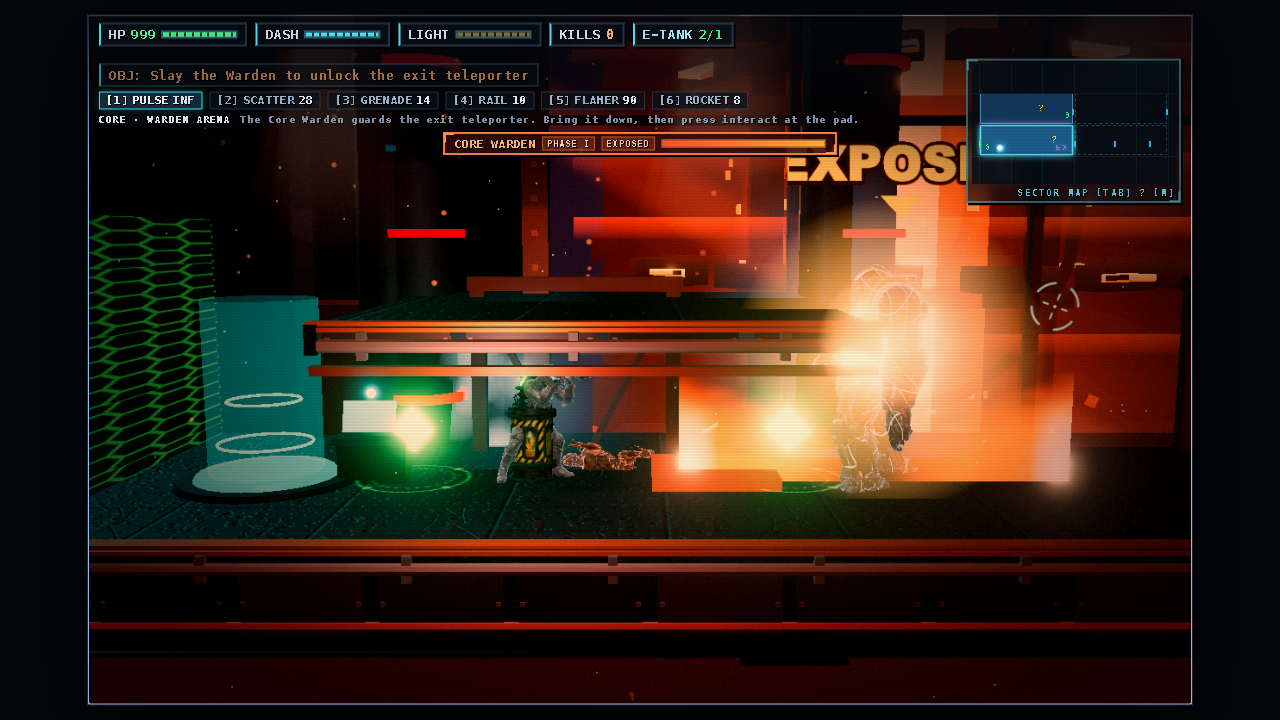 HP 999 DASH LIGHT KILLS 0 E-TANK 2/1
OBJ: Slay the Warden to unlock the exit teleporter
[1] PULSE INF [2] SCATTER 28 [3] GRENADE 14 [4] RAIL 10 [5] FLAMER 90 [6] ROCKET 8
CORE · WARDEN ARENA The Core Warden guards the exit teleporter. Bring it down, then press interact at the pad.
CORE WARDEN PHASE I EXPOSED
?
?
S
SECTOR MAP [TAB] ? [M]